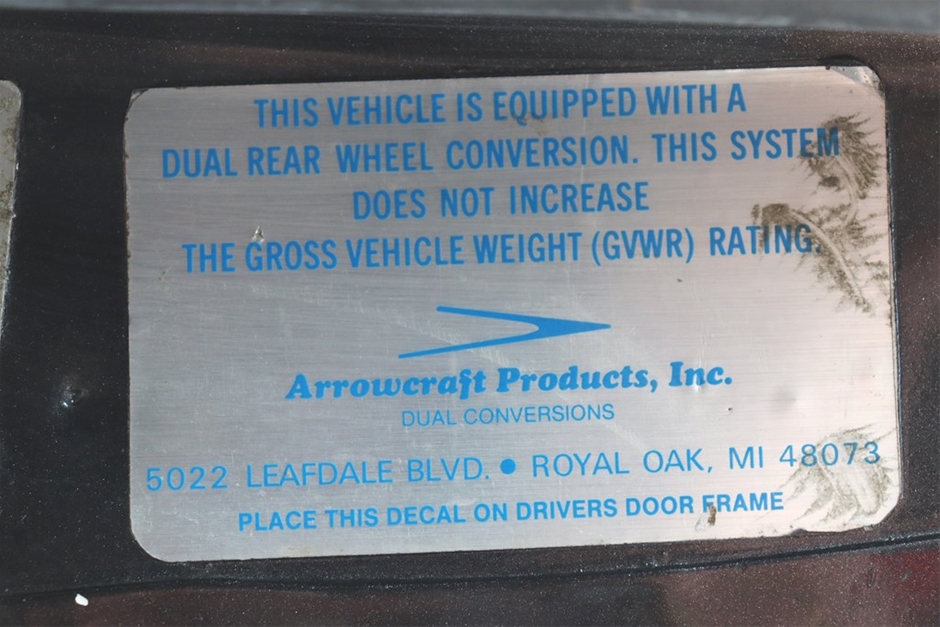 THIS VEHICLE IS EQUIPPED WITH A
DUAL REAR WHEEL CONVERSION. THIS SYSTEM
DOES NOT INCREASE
THE GROSS VEHICLE WEIGHT (GVWR) RATING.
Arrowcraft Products, Inc.
DUAL CONVERSIONS
5022 LEAFDALE BLVD. • ROYAL OAK, MI 48073
PLACE THIS DECAL ON DRIVERS DOOR FRAME